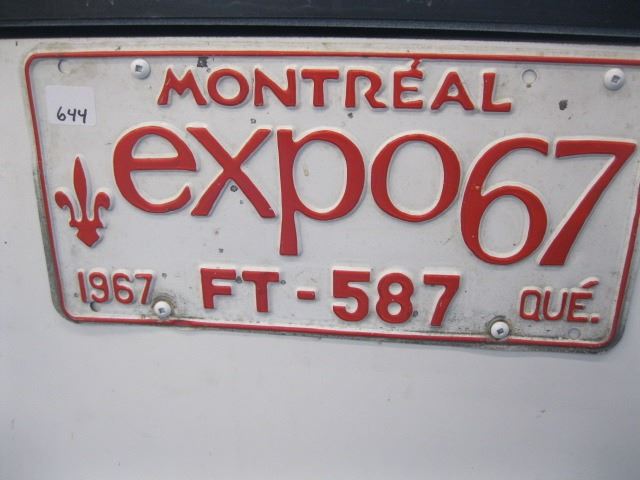 MONTRÉAL
644
expo67
1967 FT-587 QUÉ.